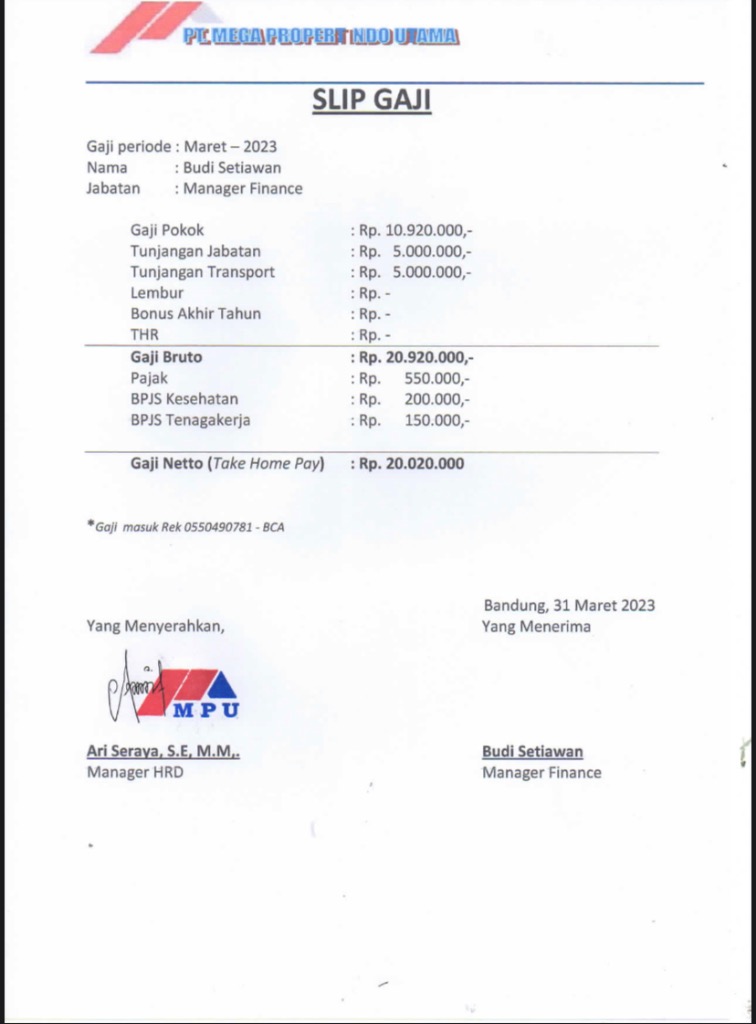 PT. MEGA PROPERTINDO UTAMA
SLIP GAJI
Gaji periode : Maret – 2023
Nama : Budi Setiawan
Jabatan : Manager Finance
Gaji Pokok : Rp. 10.920.000,-
Tunjangan Jabatan : Rp. 5.000.000,-
Tunjangan Transport : Rp. 5.000.000,-
Lembur : Rp. -
Bonus Akhir Tahun : Rp. -
THR : Rp. -
Gaji Bruto : Rp. 20.920.000,-
Pajak : Rp. 550.000,-
BPJS Kesehatan : Rp. 200.000,-
BPJS Tenagakerja : Rp. 150.000,-
Gaji Netto (Take Home Pay) : Rp. 20.020.000
*Gaji masuk Rek 0550490781 - BCA
Bandung, 31 Maret 2023
Yang Menyerahkan, Yang Menerima
MPU
Ari Seraya, S.E, M.M,. Budi Setiawan
Manager HRD Manager Finance